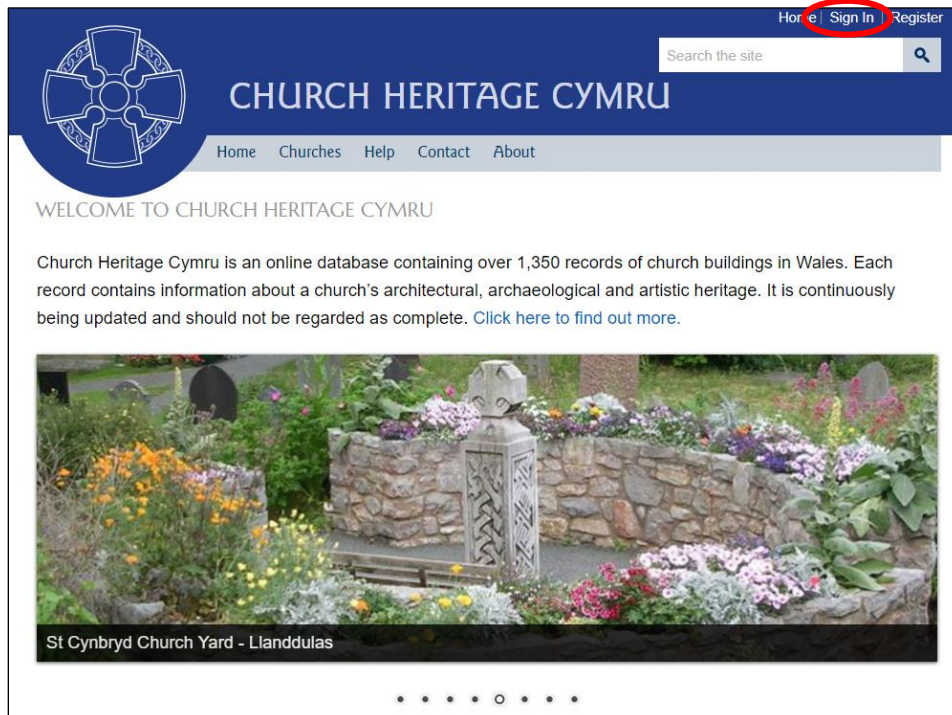 Home | Sign In | Register
Search the site
CHURCH HERITAGE CYMRU
Home Churches Help Contact About
WELCOME TO CHURCH HERITAGE CYMRU
Church Heritage Cymru is an online database containing over 1,350 records of church buildings in Wales. Each
record contains information about a church's architectural, archaeological and artistic heritage. It is continuously
being updated and should not be regarded as complete. Click here to find out more.
St Cynbryd Church Yard - Llanddulas